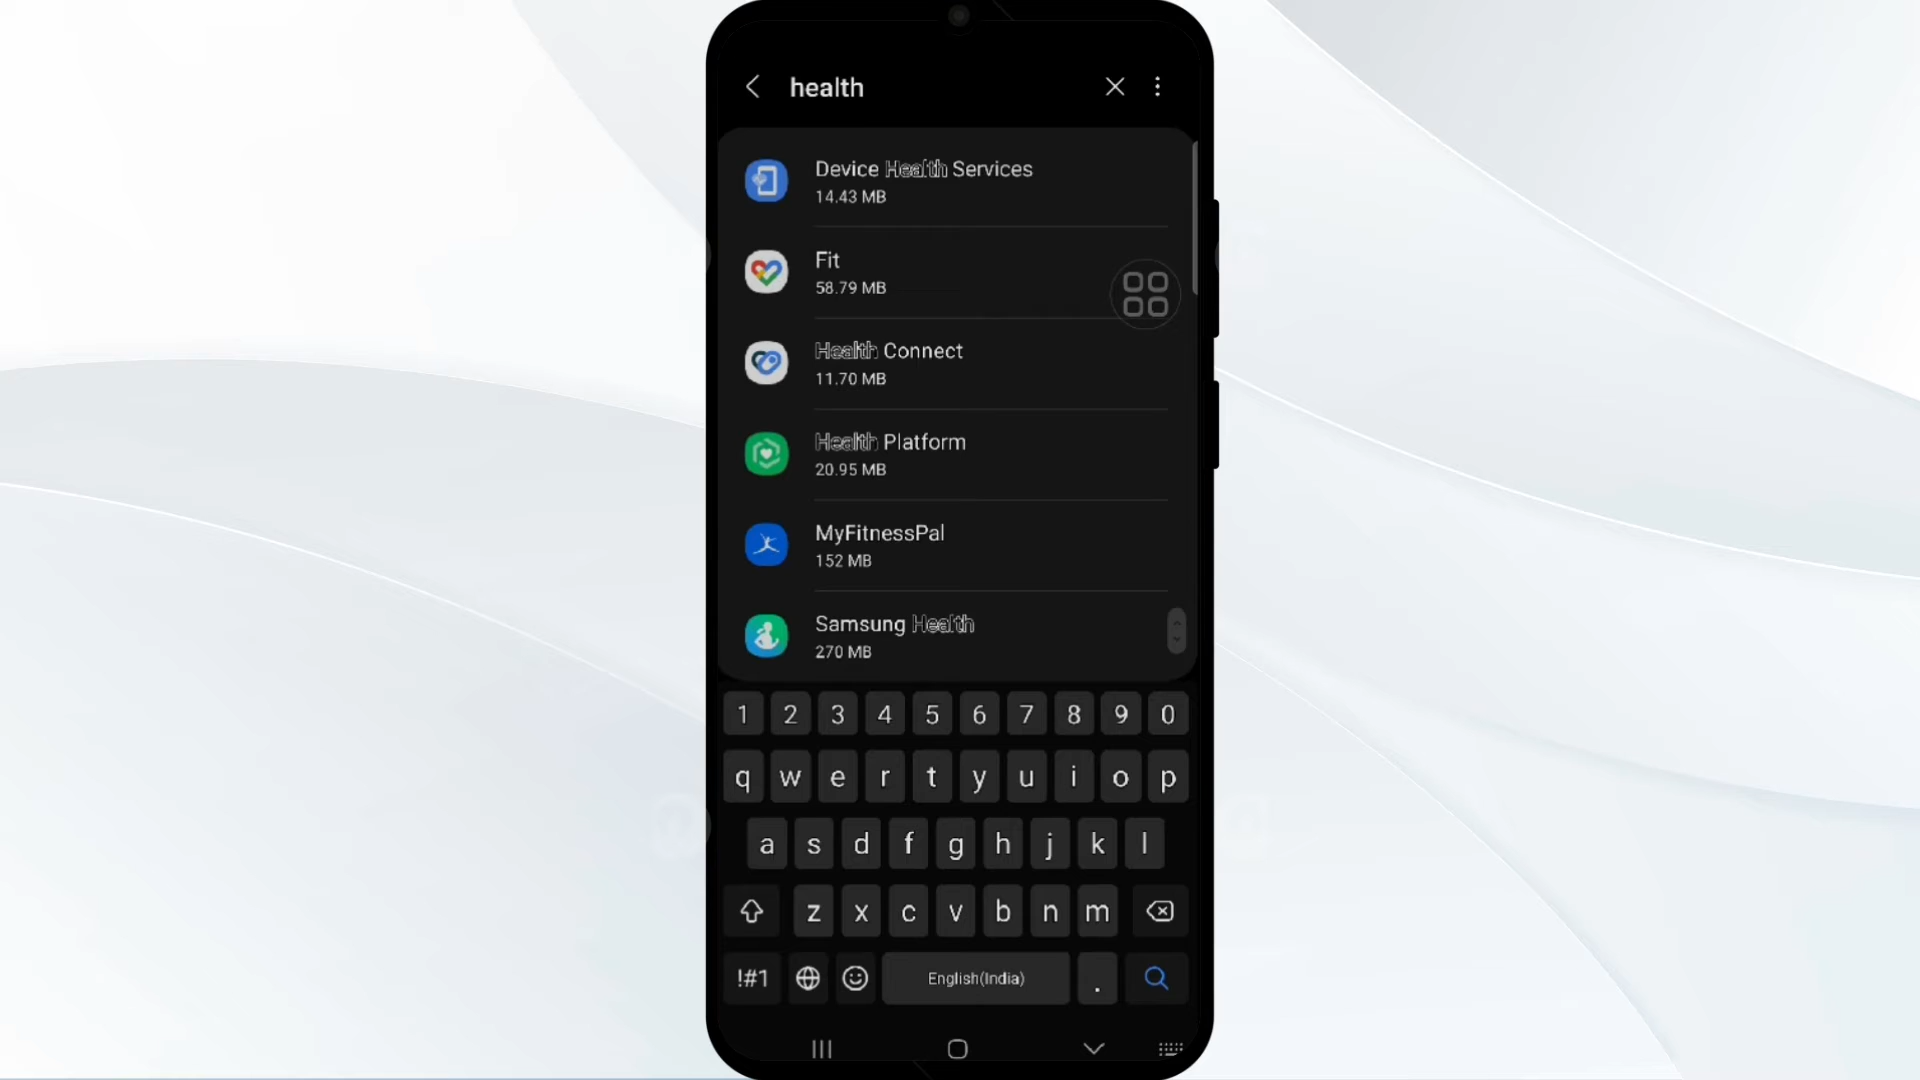 health
Device Health Services
14.43 MB
Fit
58.79 MB
Health Connect
11.70 MB
Health Platform
20.95 MB
MyFitnessPal
152 MB
Samsung Health
270 MB
1 2 3 4 5 6 7 8 9 0
q w e r t y u i o p
a s d f g h j k l
z x c v b n m
!#1 English(India) .